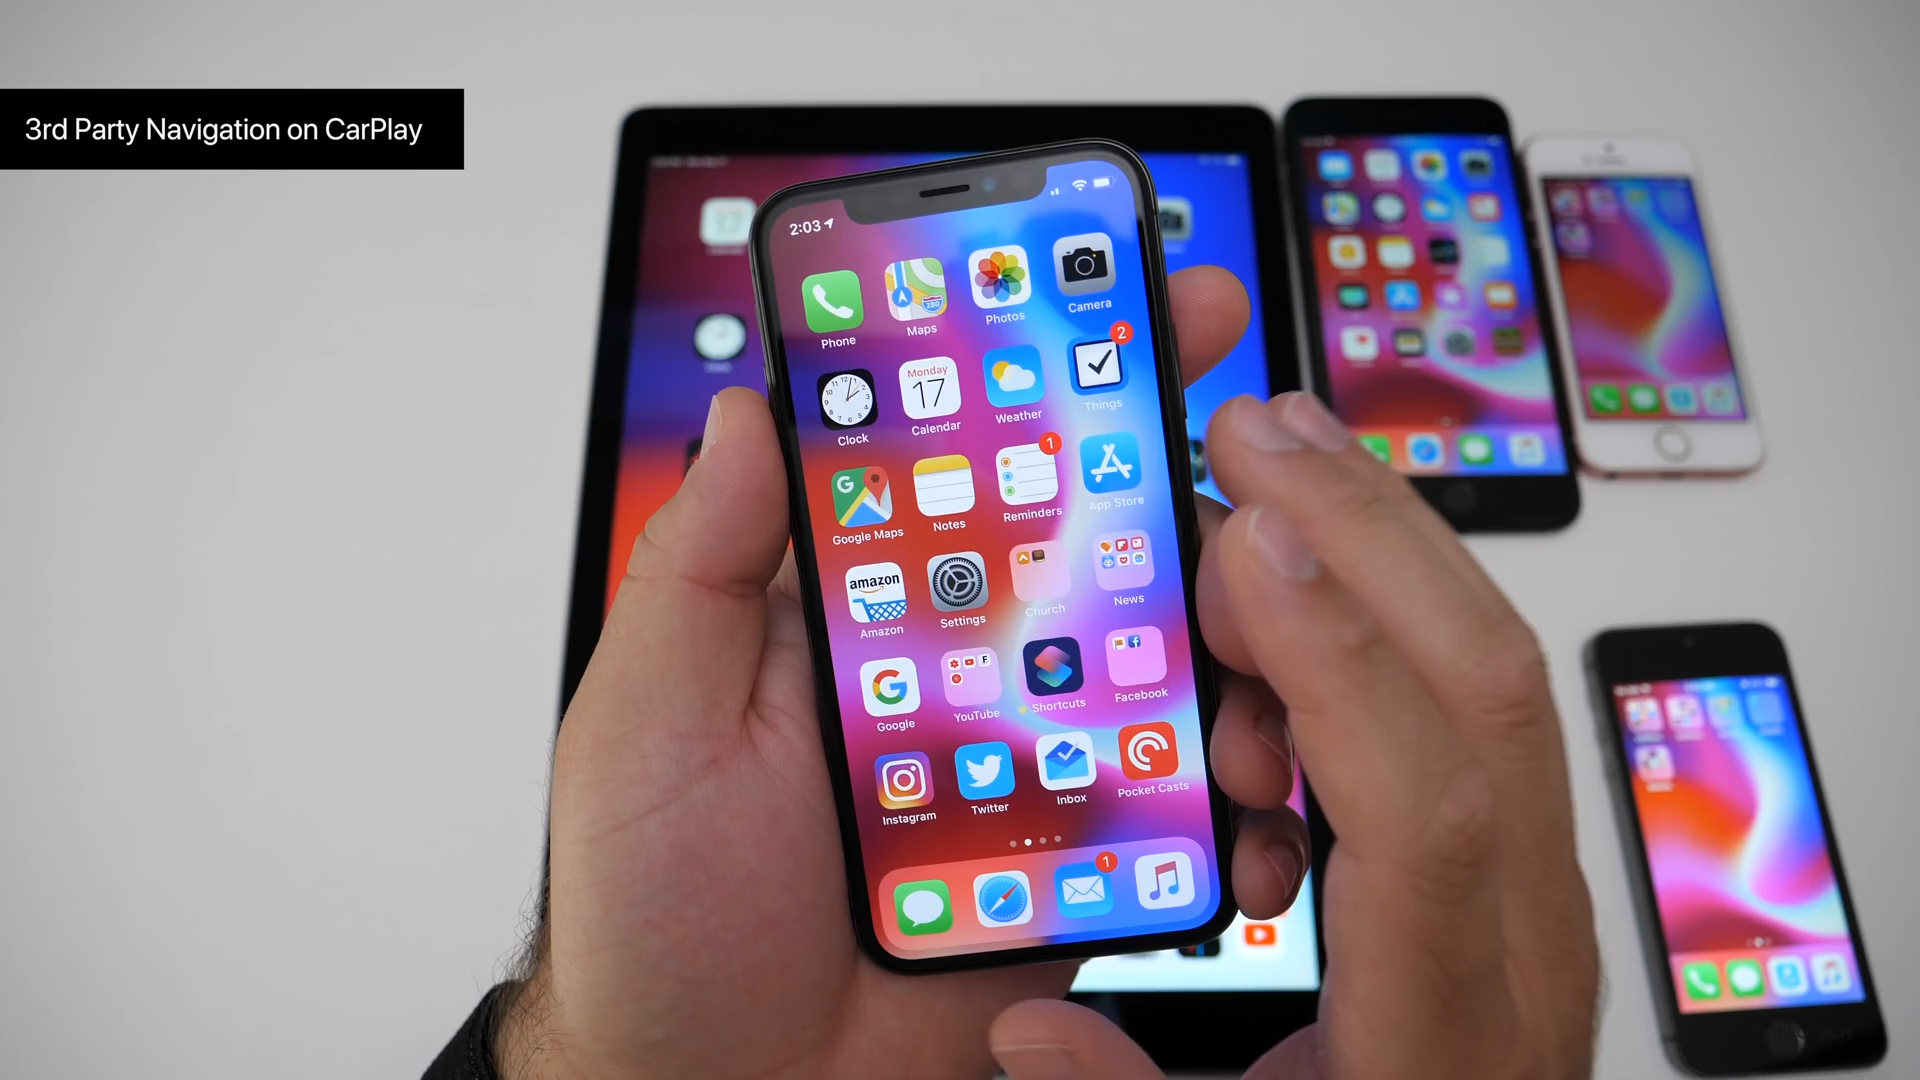 3rd Party Navigation on CarPlay
2:03
Phone
Maps
Photos
Camera
280
2
Clock
Monday
17
Calendar
Weather
Things
1
G
Google Maps
Notes
Reminders
App Store
amazon
Amazon
Settings
Church
News
G
Google
YouTube
Shortcuts
Facebook
Instagram
Twitter
Inbox
Pocket Casts
1